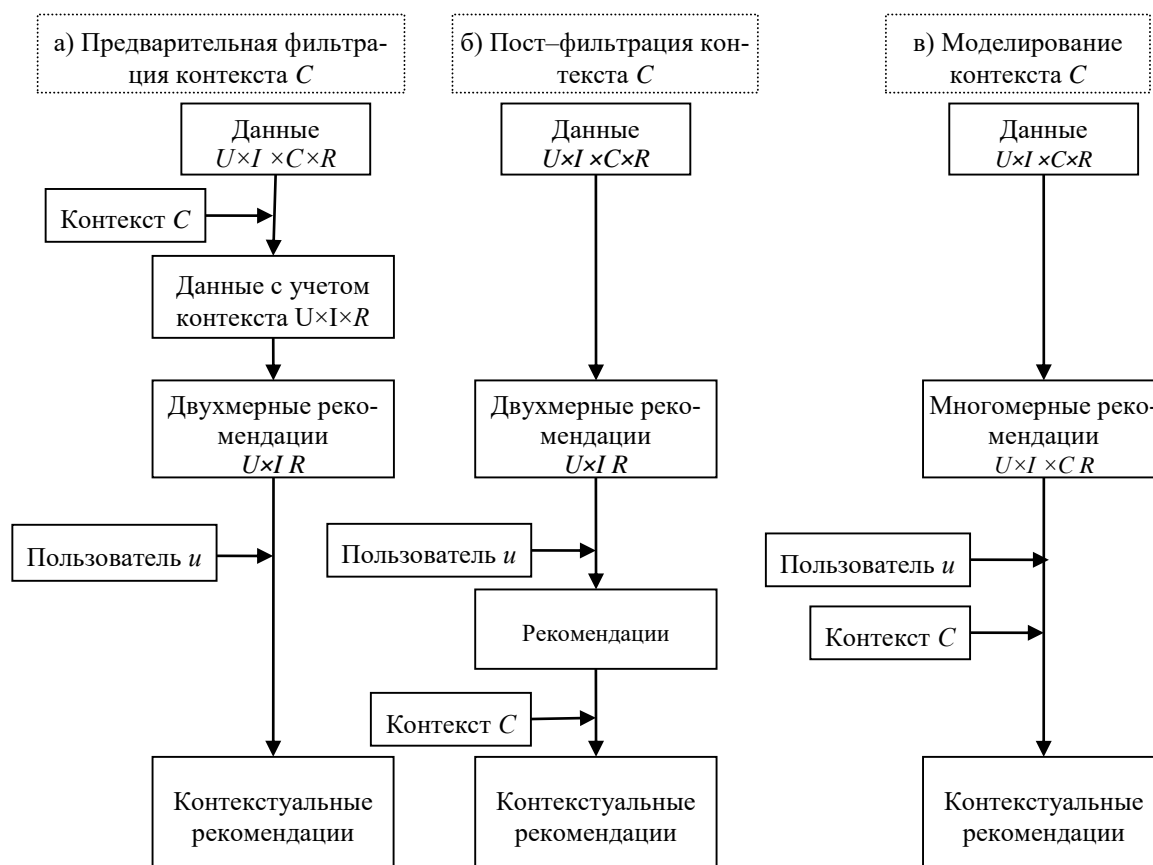 а) Предварительная фильтра-
ция контекста C
Данные
U×I ×C×R
Контекст C
Данные с учетом
контекста U×I×R
Двухмерные реко-
мендации
U×I R
Пользователь u
Контекстуальные
рекомендации
б) Пост–фильтрация кон-
текста C
Данные
U×I ×C×R
Двухмерные реко-
мендации
U×I R
Пользователь u
Рекомендации
Контекст C
Контекстуальные
рекомендации
в) Моделирование
контекста C
Данные
U×I ×C×R
Многомерные реко-
мендации
U×I ×C R
Пользователь u
Контекст C
Контекстуальные
рекомендации